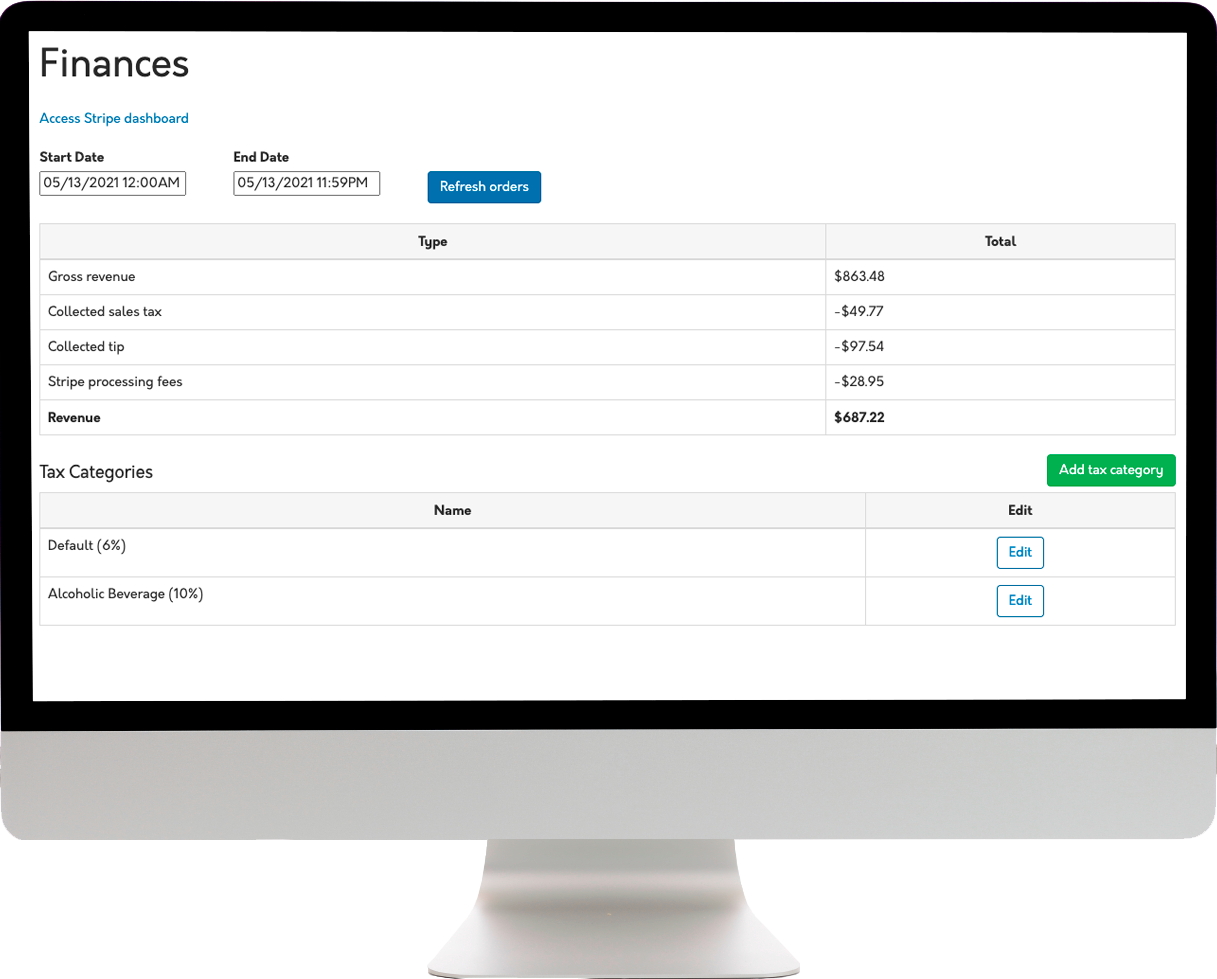 Finances
Access Stripe dashboard
Start Date End Date
05/13/2021 12:00AM 05/13/2021 11:59PM Refresh orders
Type Total
Gross revenue $863.48
Collected sales tax -$49.77
Collected tip -$97.54
Stripe processing fees -$28.95
Revenue $687.22
Tax Categories Add tax category
Name Edit
Default (6%) Edit
Alcoholic Beverage (10%) Edit